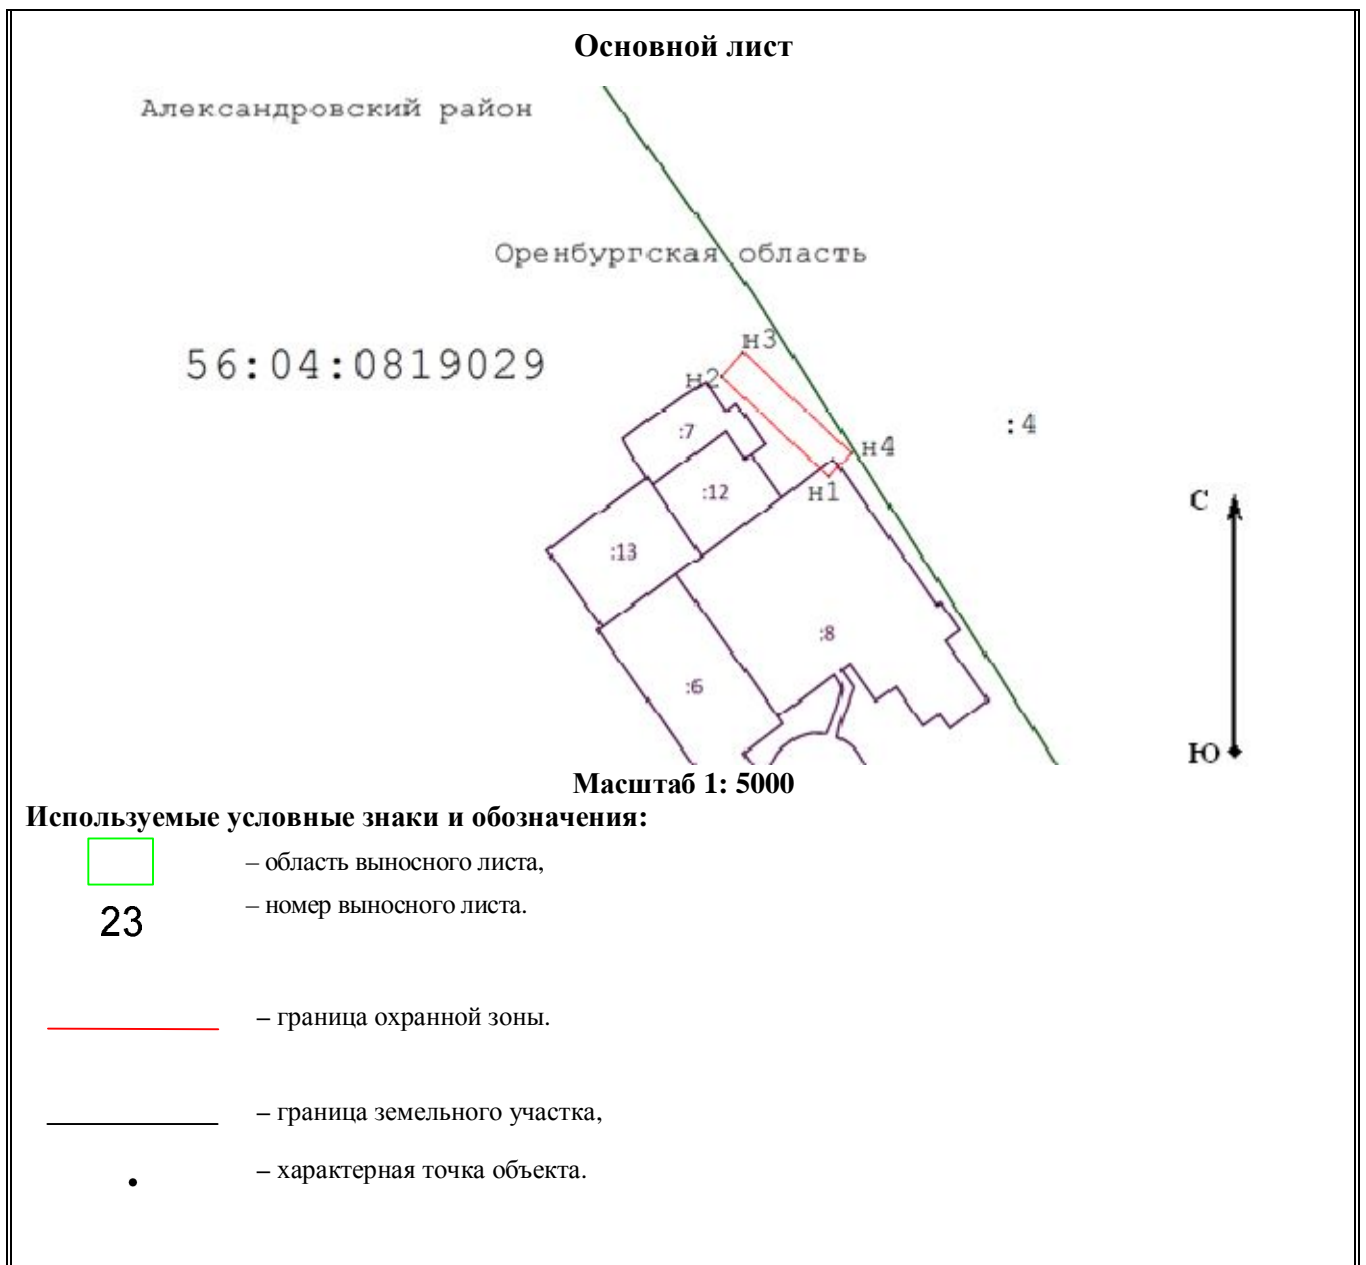 Основной лист
Александровский район
Оренбургская область
56:04:0819029
н3
н2
:4
:7
н4
:12
н1
С
:13
:8
:6
Ю
Масштаб 1: 5000
Используемые условные знаки и обозначения:
– область выносного листа,
23 – номер выносного листа.
– граница охранной зоны.
– граница земельного участка,
– характерная точка объекта.